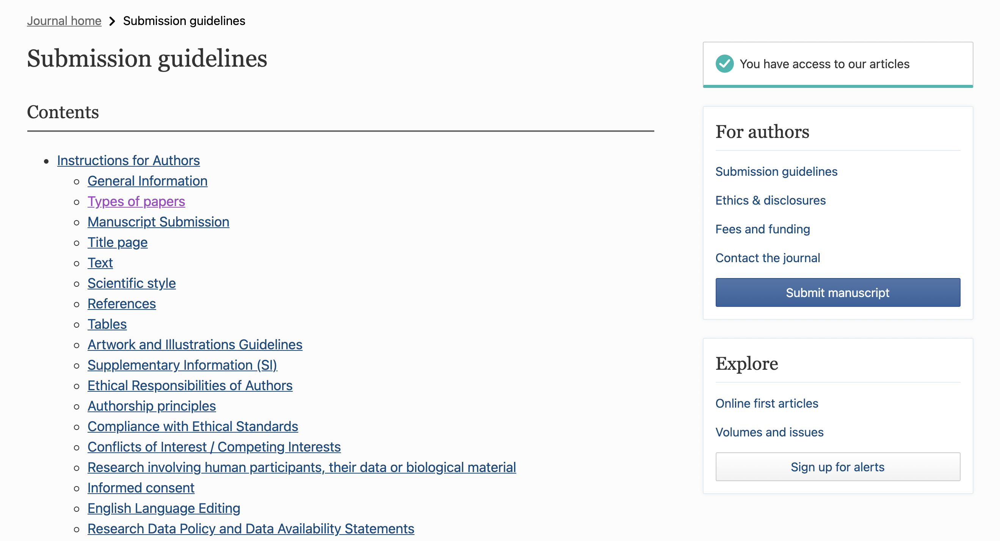 Journal home > Submission guidelines
Submission guidelines
Contents
Instructions for Authors
General Information
Types of papers
Manuscript Submission
Title page
Text
Scientific style
References
Tables
Artwork and Illustrations Guidelines
Supplementary Information (SI)
Ethical Responsibilities of Authors
Authorship principles
Compliance with Ethical Standards
Conflicts of Interest / Competing Interests
Research involving human participants, their data or biological material
Informed consent
English Language Editing
Research Data Policy and Data Availability Statements
You have access to our articles
For authors
Submission guidelines
Ethics & disclosures
Fees and funding
Contact the journal
Submit manuscript
Explore
Online first articles
Volumes and issues
Sign up for alerts